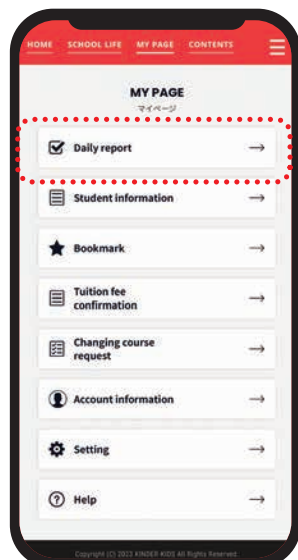 HOME SCHOOL LIFE MY PAGE CONTENTS
MY PAGE
マイページ
Daily report
Student information
Bookmark
Tuition fee
confirmation
Changing course
request
Account information
Setting
Help
Copyright (C) 2023 KINDER KIDS All Rights Reserved.